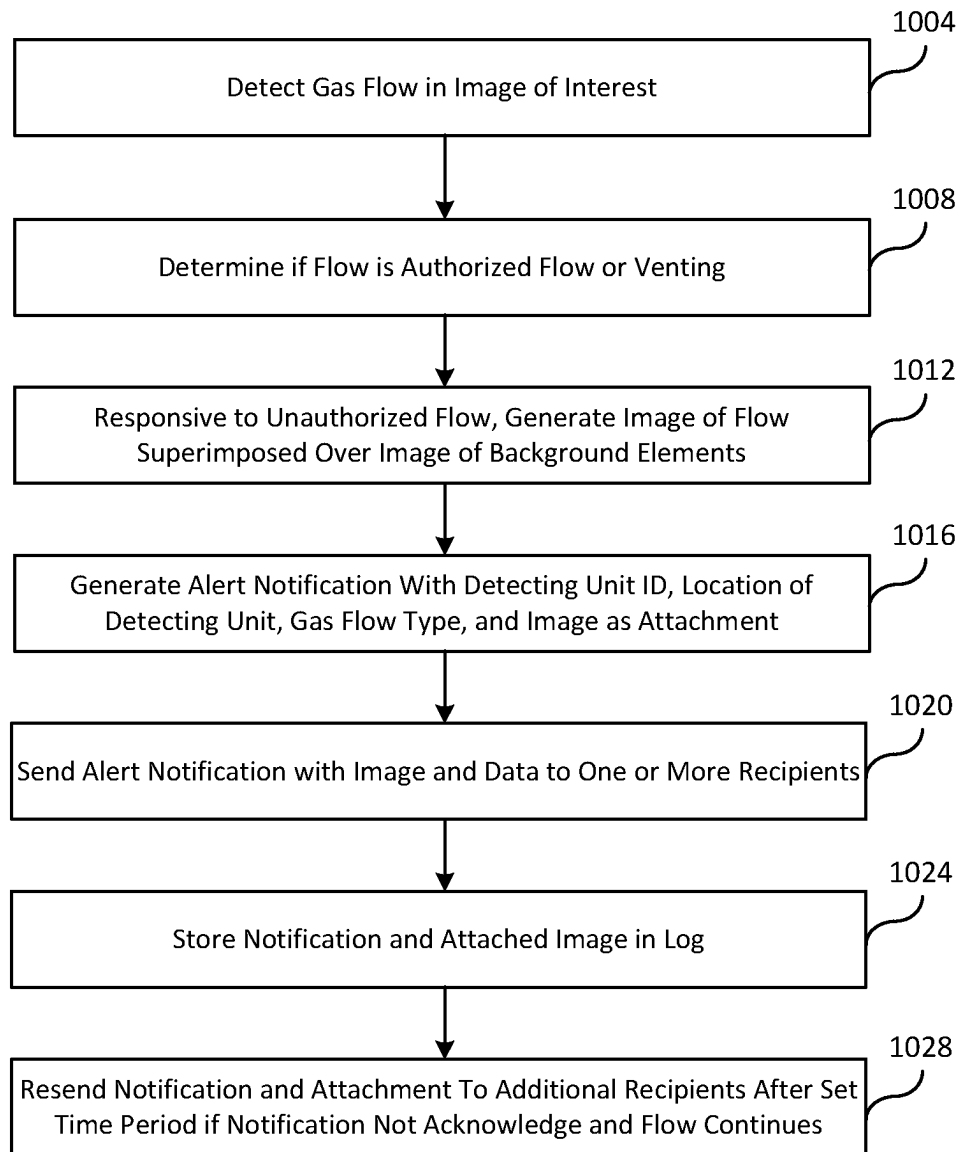 1004
Detect Gas Flow in Image of Interest
1008
Determine if Flow is Authorized Flow or Venting
1012
Responsive to Unauthorized Flow, Generate Image of Flow
Superimposed Over Image of Background Elements
1016
Generate Alert Notification With Detecting Unit ID, Location of
Detecting Unit, Gas Flow Type, and Image as Attachment
1020
Send Alert Notification with Image and Data to One or More Recipients
1024
Store Notification and Attached Image in Log
1028
Resend Notification and Attachment To Additional Recipients After Set
Time Period if Notification Not Acknowledge and Flow Continues